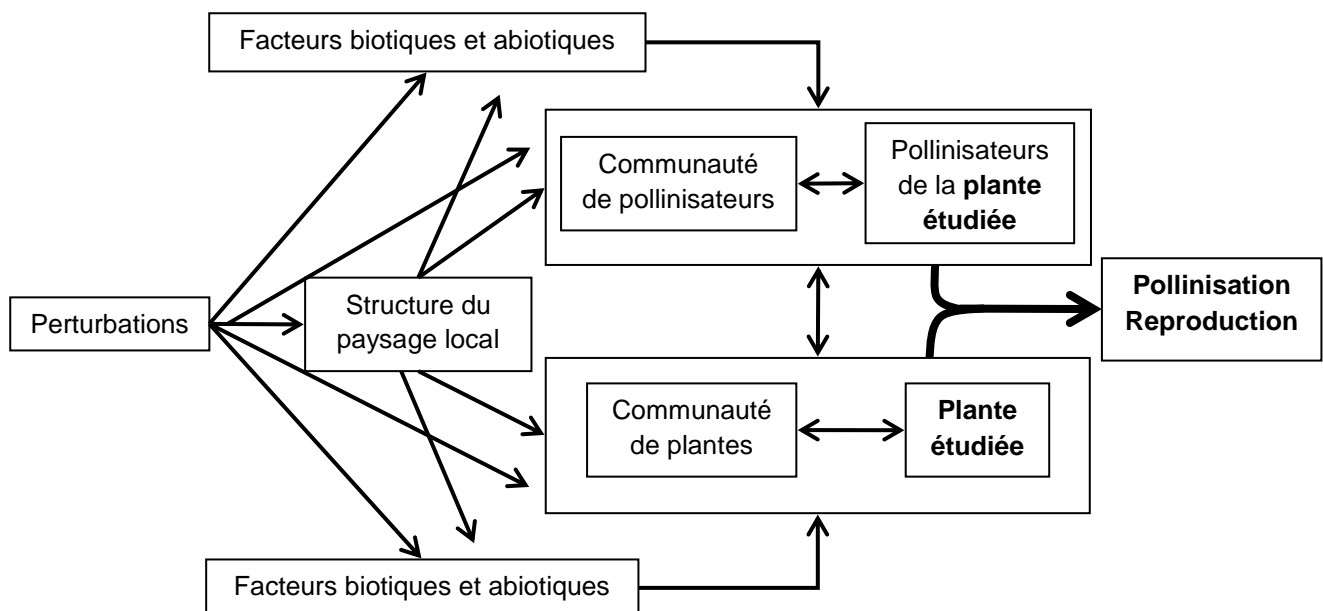 Facteurs biotiques et abiotiques
Communauté
de pollinisateurs
Pollinisateurs
de la plante
étudiée
Perturbations
Structure du
paysage local
Pollinisation
Reproduction
Communauté
de plantes
Plante
étudiée
Facteurs biotiques et abiotiques